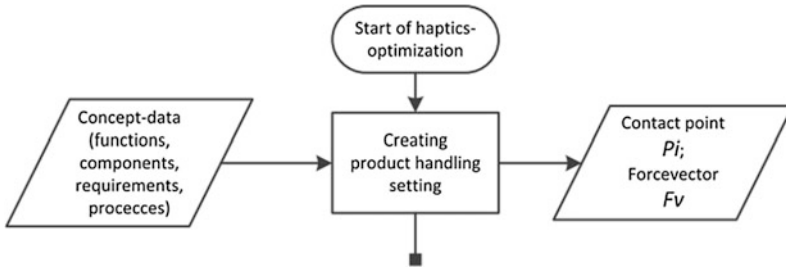 Start of haptics-
optimization
Concept-data
(functions,
components,
requirements,
procecces)
Creating
product handling
setting
Contact point
Pi;
Forcevector
Fv